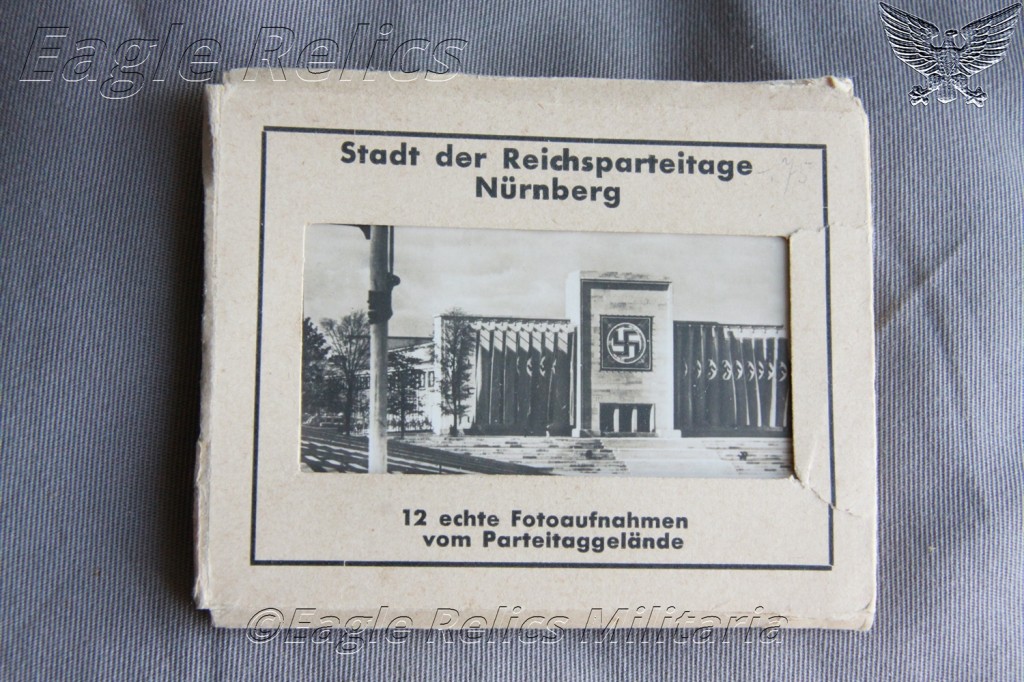 Eagle Relics
Stadt der Reichsparteitage
Nürnberg
12 echte Fotoaufnahmen
vom Parteitaggelände
©Eagle Relics Militaria